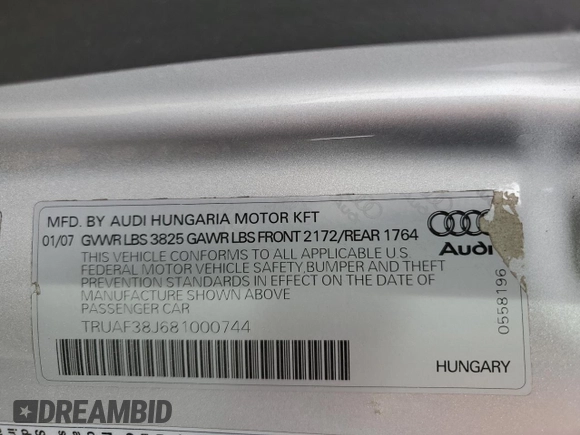 MFD. BY AUDI HUNGARIA MOTOR KFT
01/07 GVWR LBS 3825 GAWR LBS FRONT 2172/REAR 1764
THIS VEHICLE CONFORMS TO ALL APPLICABLE U.S.
FEDERAL MOTOR VEHICLE SAFETY,BUMPER AND THEFT
PREVENTION STANDARDS IN EFFECT ON THE DATE OF
MANUFACTURE SHOWN ABOVE
PASSENGER CAR
TRUAF38J681000744
Audi
0558196
HUNGARY
DREAMBID